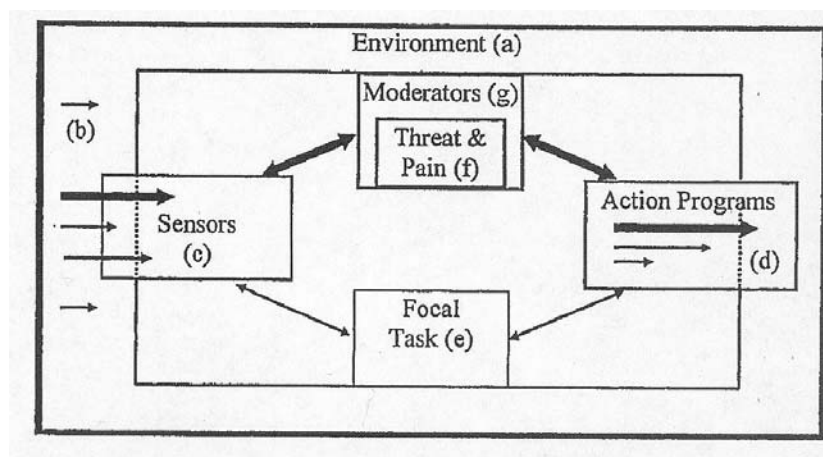 Environment (a)
Moderators (g)
(b)
Threat &
Pain (f)
Sensors
(c)
Action Programs
(d)
Focal
Task (e)